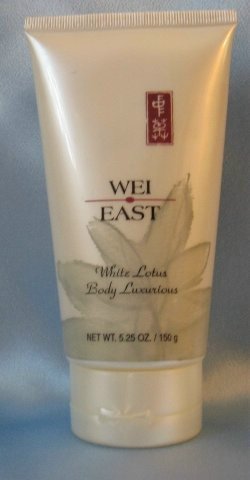 WEI
EAST
White Lotus
Body Luxurious
NET WT. 5.25 OZ. / 150 g